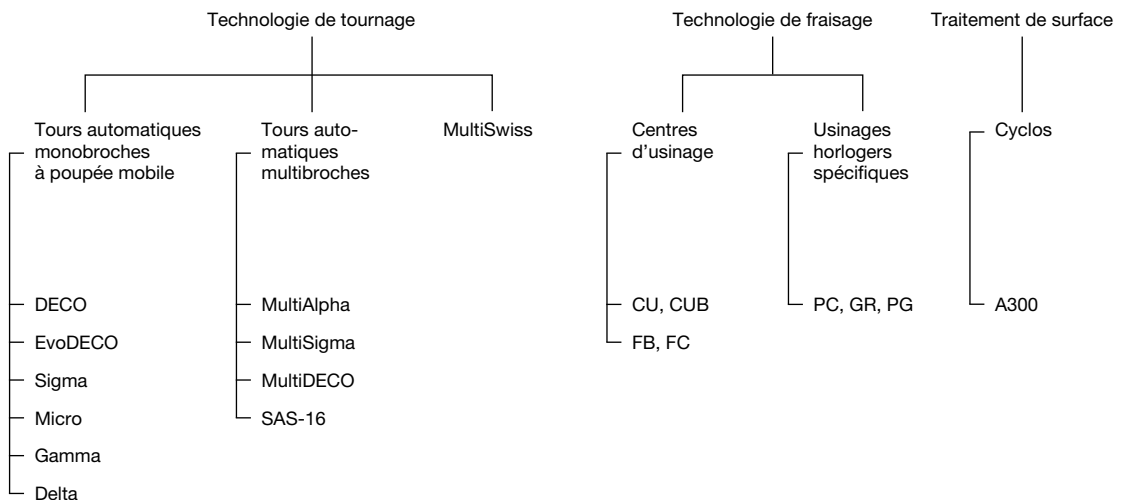 Technologie de tournage
Technologie de fraisage
Traitement de surface
Tours automatiques
monobroches
à poupée mobile
Tours auto-
matiques
multibroches
MultiSwiss
Centres
d’usinage
Usinages
horlogers
spécifiques
Cyclos
DECO
EvoDECO
Sigma
Micro
Gamma
Delta
MultiAlpha
MultiSigma
MultiDECO
SAS-16
CU, CUB
FB, FC
PC, GR, PG
A300